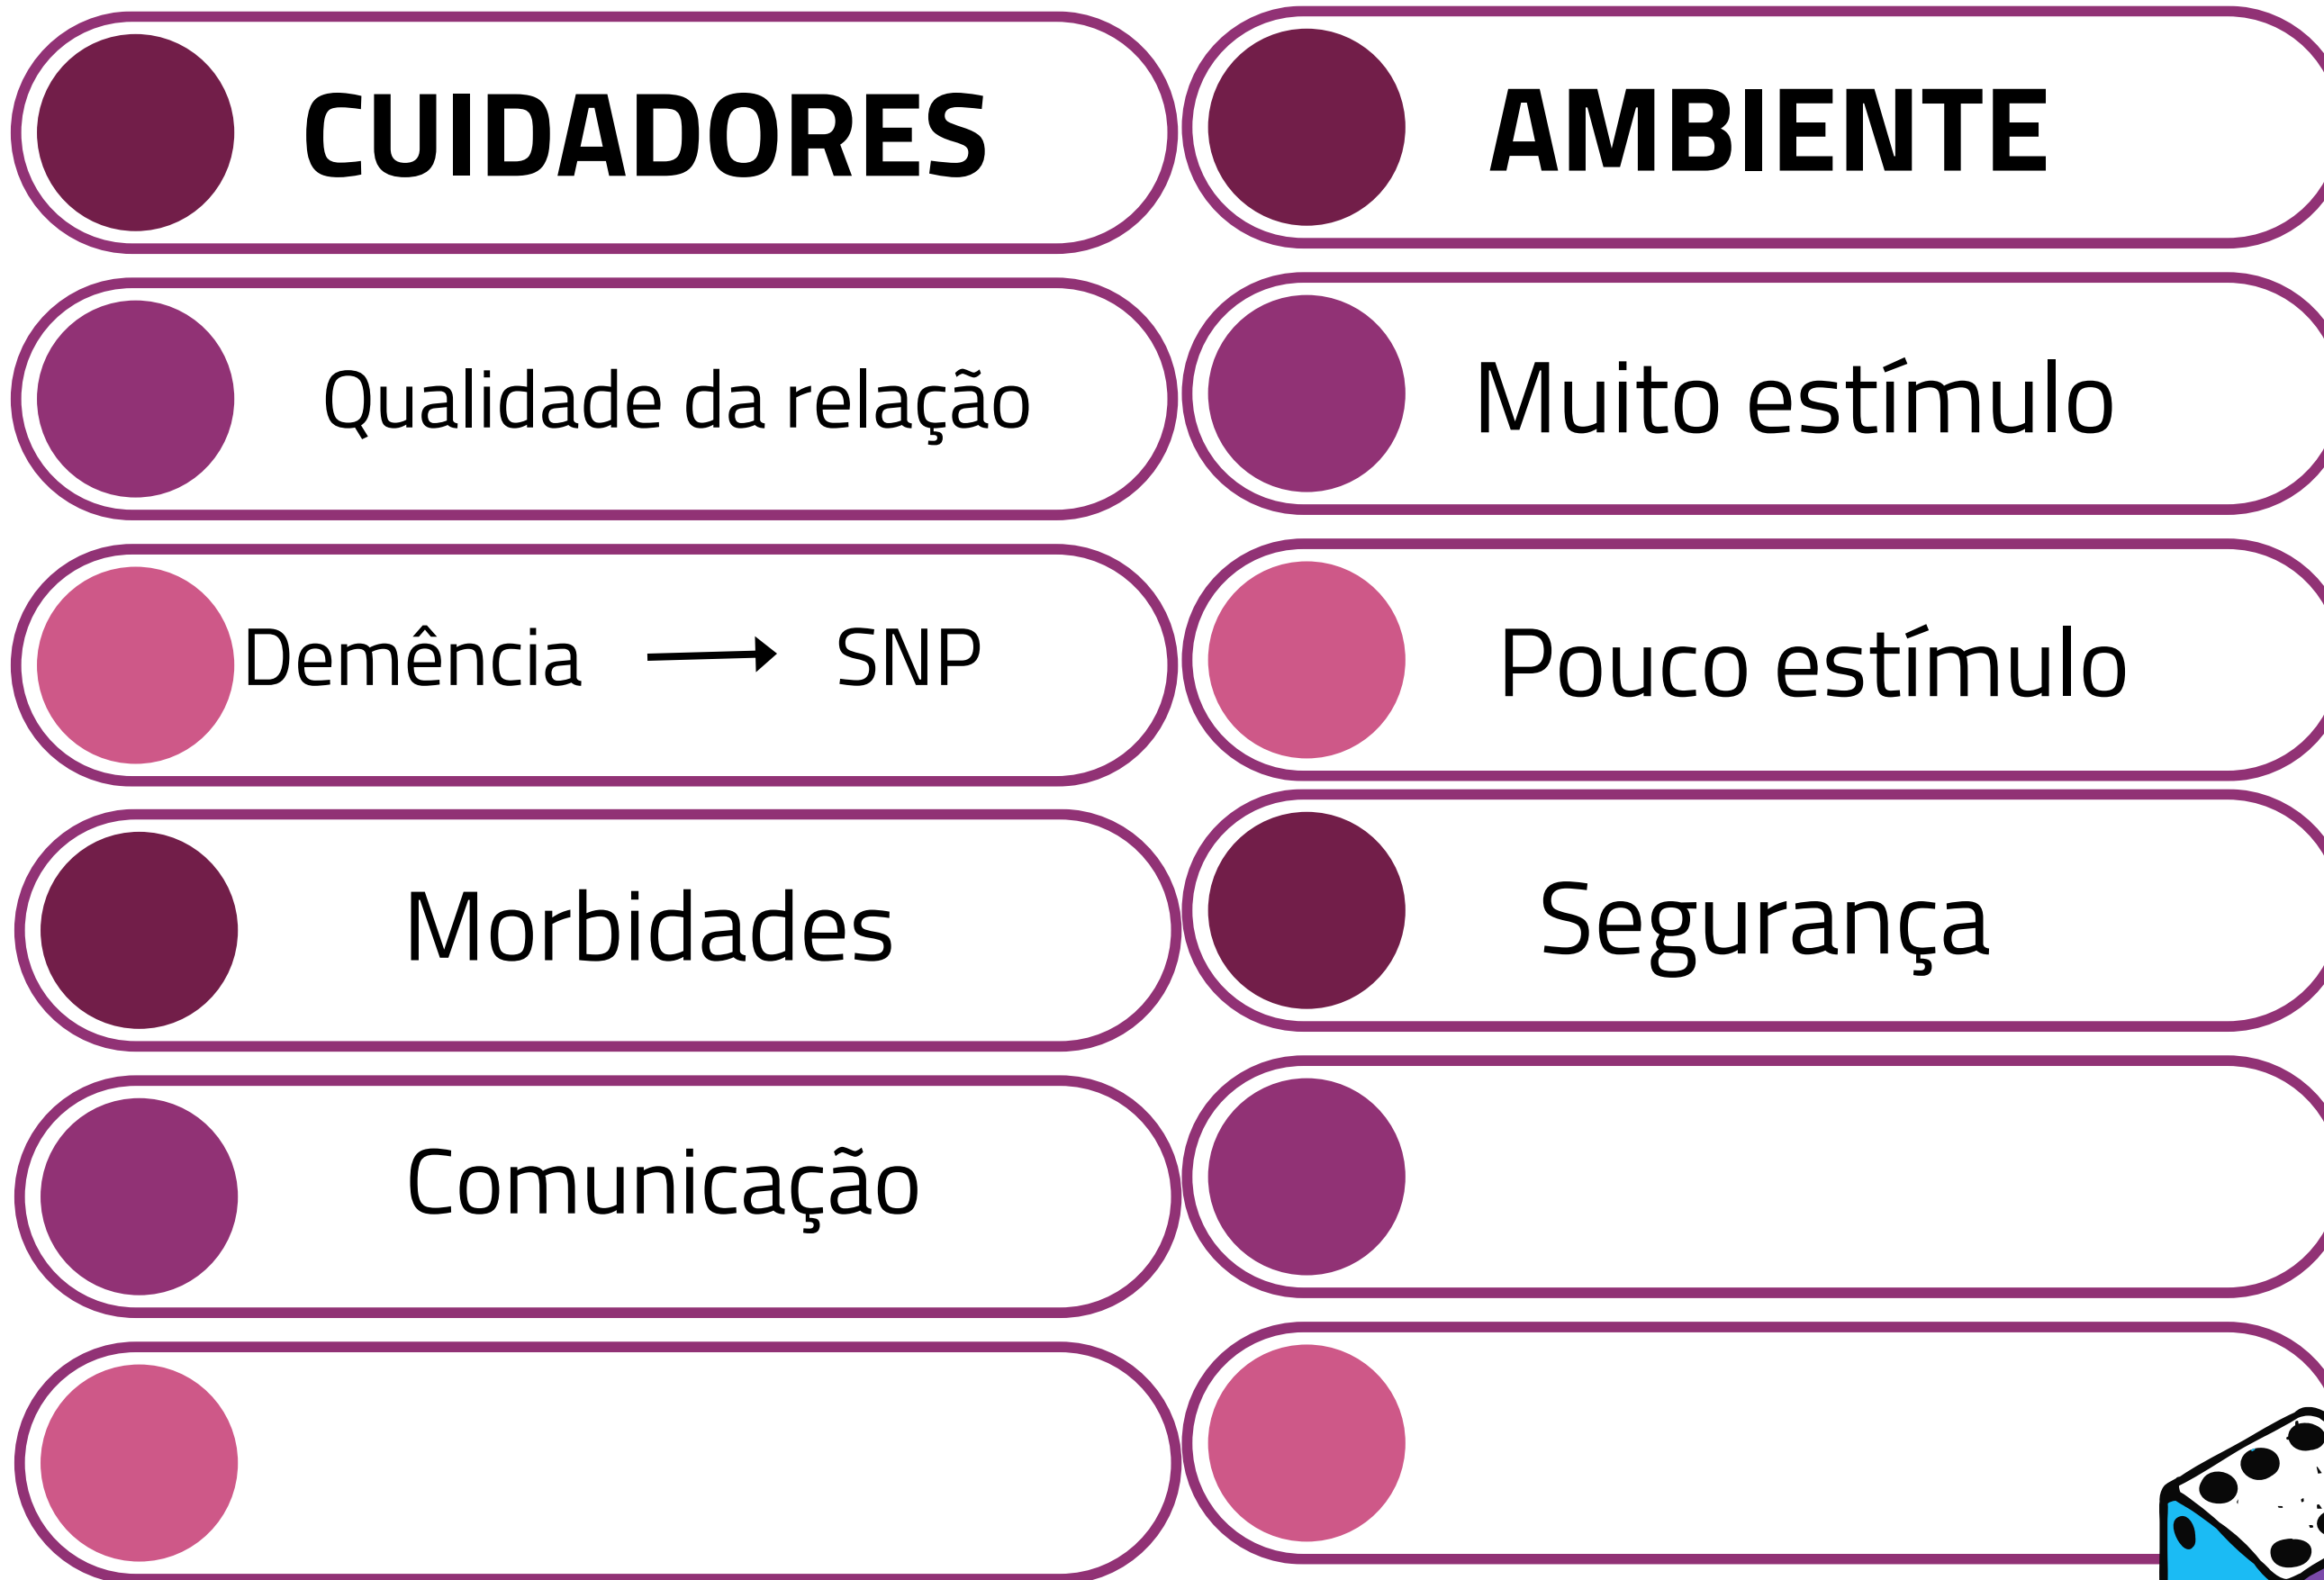 CUIDADORES
Qualidade da relação
Demência → SNP
Morbidades
Comunicação
AMBIENTE
Muito estímulo
Pouco estímulo
Segurança